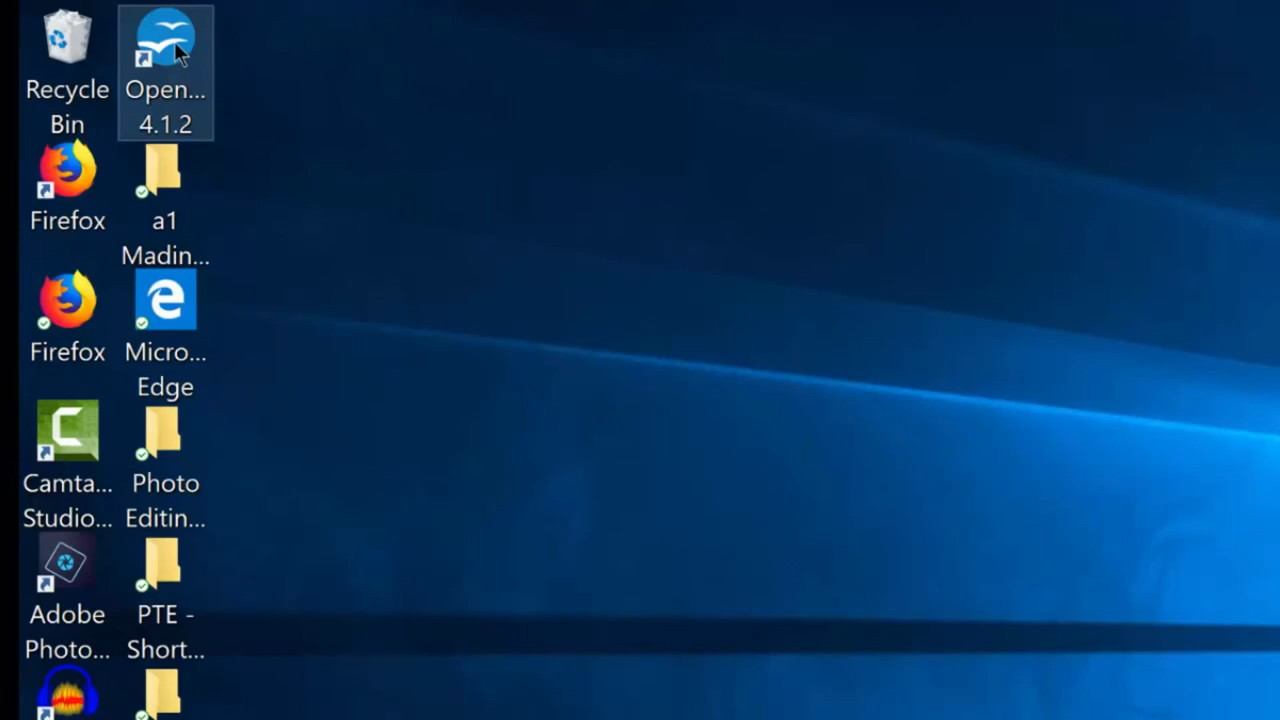 Recycle
Bin
Open...
4.1.2
Firefox
a1
Madin...
Firefox
Micro...
Edge
Camta...
Studio...
Photo
Editin...
Adobe
Photo...
PTE -
Short...